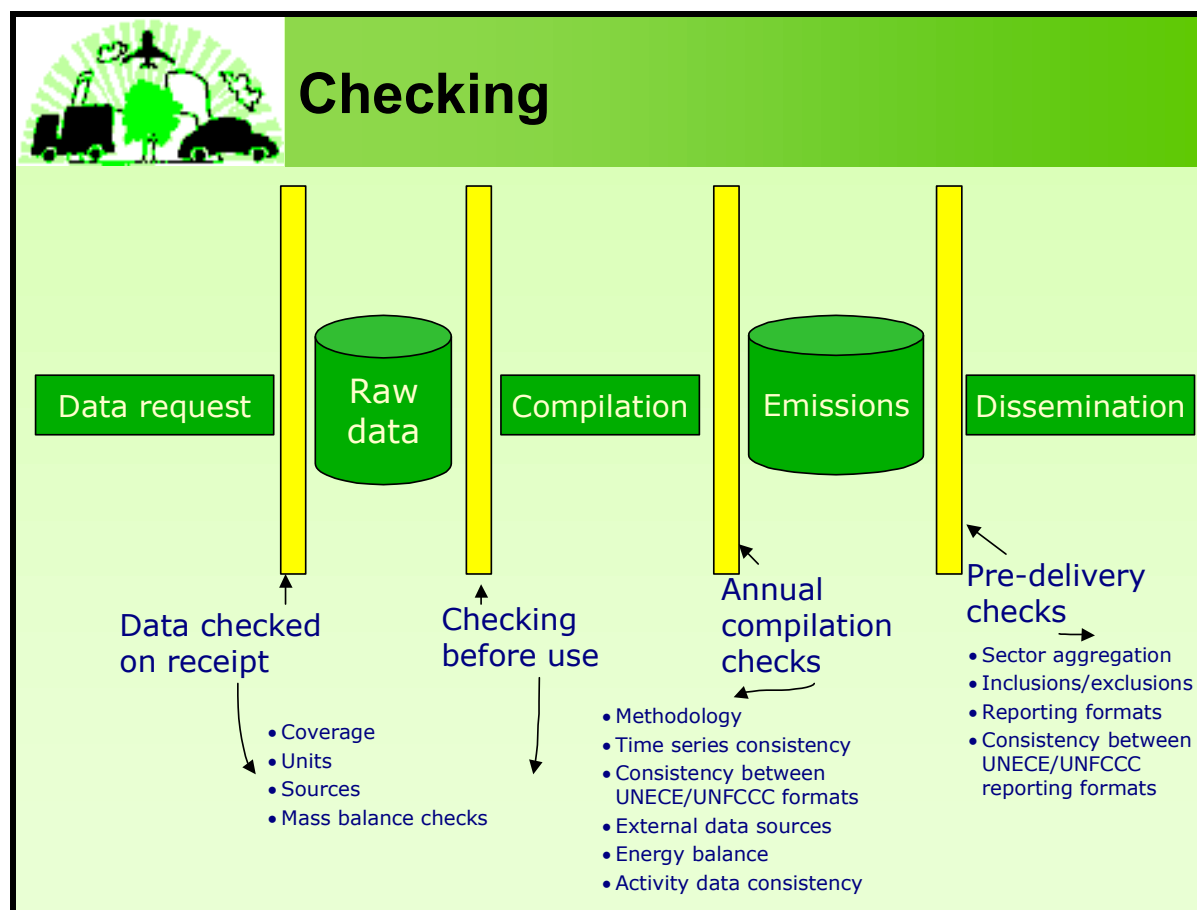 Checking
Data request
Raw
data
Compilation
Emissions
Dissemination
Data checked
on receipt
• Coverage
• Units
• Sources
• Mass balance checks
Checking
before use
Annual
compilation
checks
• Methodology
• Time series consistency
• Consistency between
UNECE/UNFCCC formats
• External data sources
• Energy balance
• Activity data consistency
Pre-delivery
checks
• Sector aggregation
• Inclusions/exclusions
• Reporting formats
• Consistency between
UNECE/UNFCCC
reporting formats